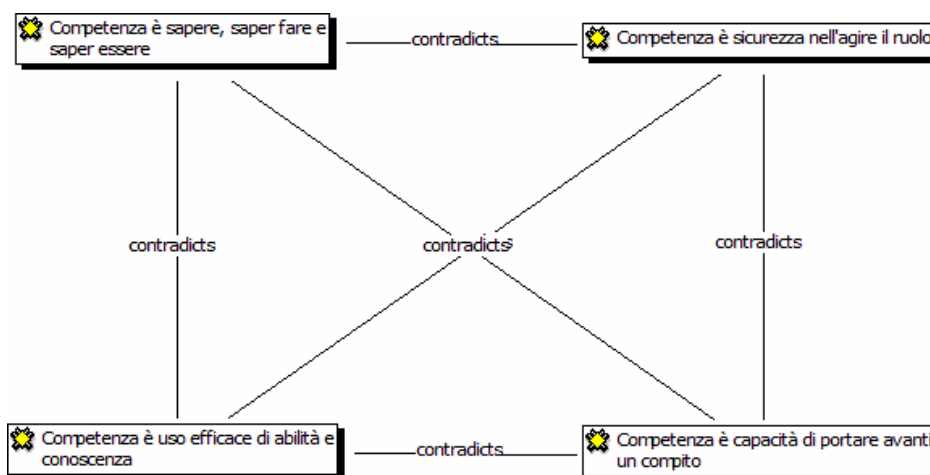 Competenza è sapere, saper fare e
saper essere
contradicts
Competenza è sicurezza nell'agire il ruolo
contradicts
contradicts
contradicts
Competenza è uso efficace di abilità e
conoscenza
contradicts
Competenza è capacità di portare avanti
un compito